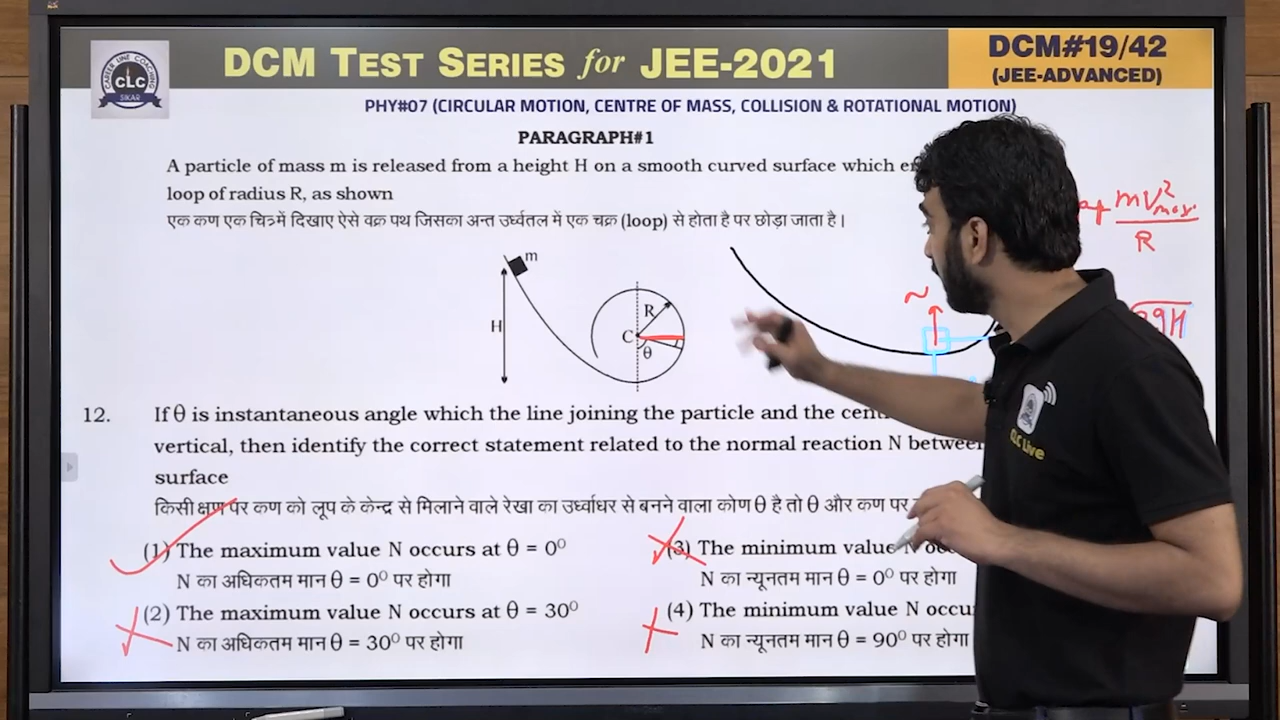 DCM TEST SERIES for JEE-2021
DCM#19/42
(JEE-ADVANCED)
CAREER LINE COACHING
CLC
SIKAR
PHY#07 (CIRCULAR MOTION, CENTRE OF MASS, COLLISION & ROTATIONAL MOTION)
PARAGRAPH#1
A particle of mass m is released from a height H on a smooth curved surface which
loop of radius R, as shown
एक कण एक चित्र में दिखाए ऐसे वक्र पथ जिसका अन्त उर्ध्वतल में एक चक्र (loop) से होता है पर छोड़ा जाता है।
m
H
R
C
θ
N
mV²max
R
gH
12. If θ is instantaneous angle which the line joining the particle and the
vertical, then identify the correct statement related to the normal reaction N between
surface
किसी क्षण पर कण को लूप के केन्द्र से मिलाने वाले रेखा का उर्ध्वाधर से बनने वाला कोण θ है तो θ और कण पर
(1) The maximum value N occurs at θ = 0⁰
N का अधिकतम मान θ = 0⁰ पर होगा
(2) The maximum value N occurs at θ = 30⁰
N का अधिकतम मान θ = 30⁰ पर होगा
(3) The minimum value N
N का न्यूनतम मान θ = 0⁰ पर होगा
(4) The minimum value N
N का न्यूनतम मान θ = 90⁰ पर होगा
CLC Live